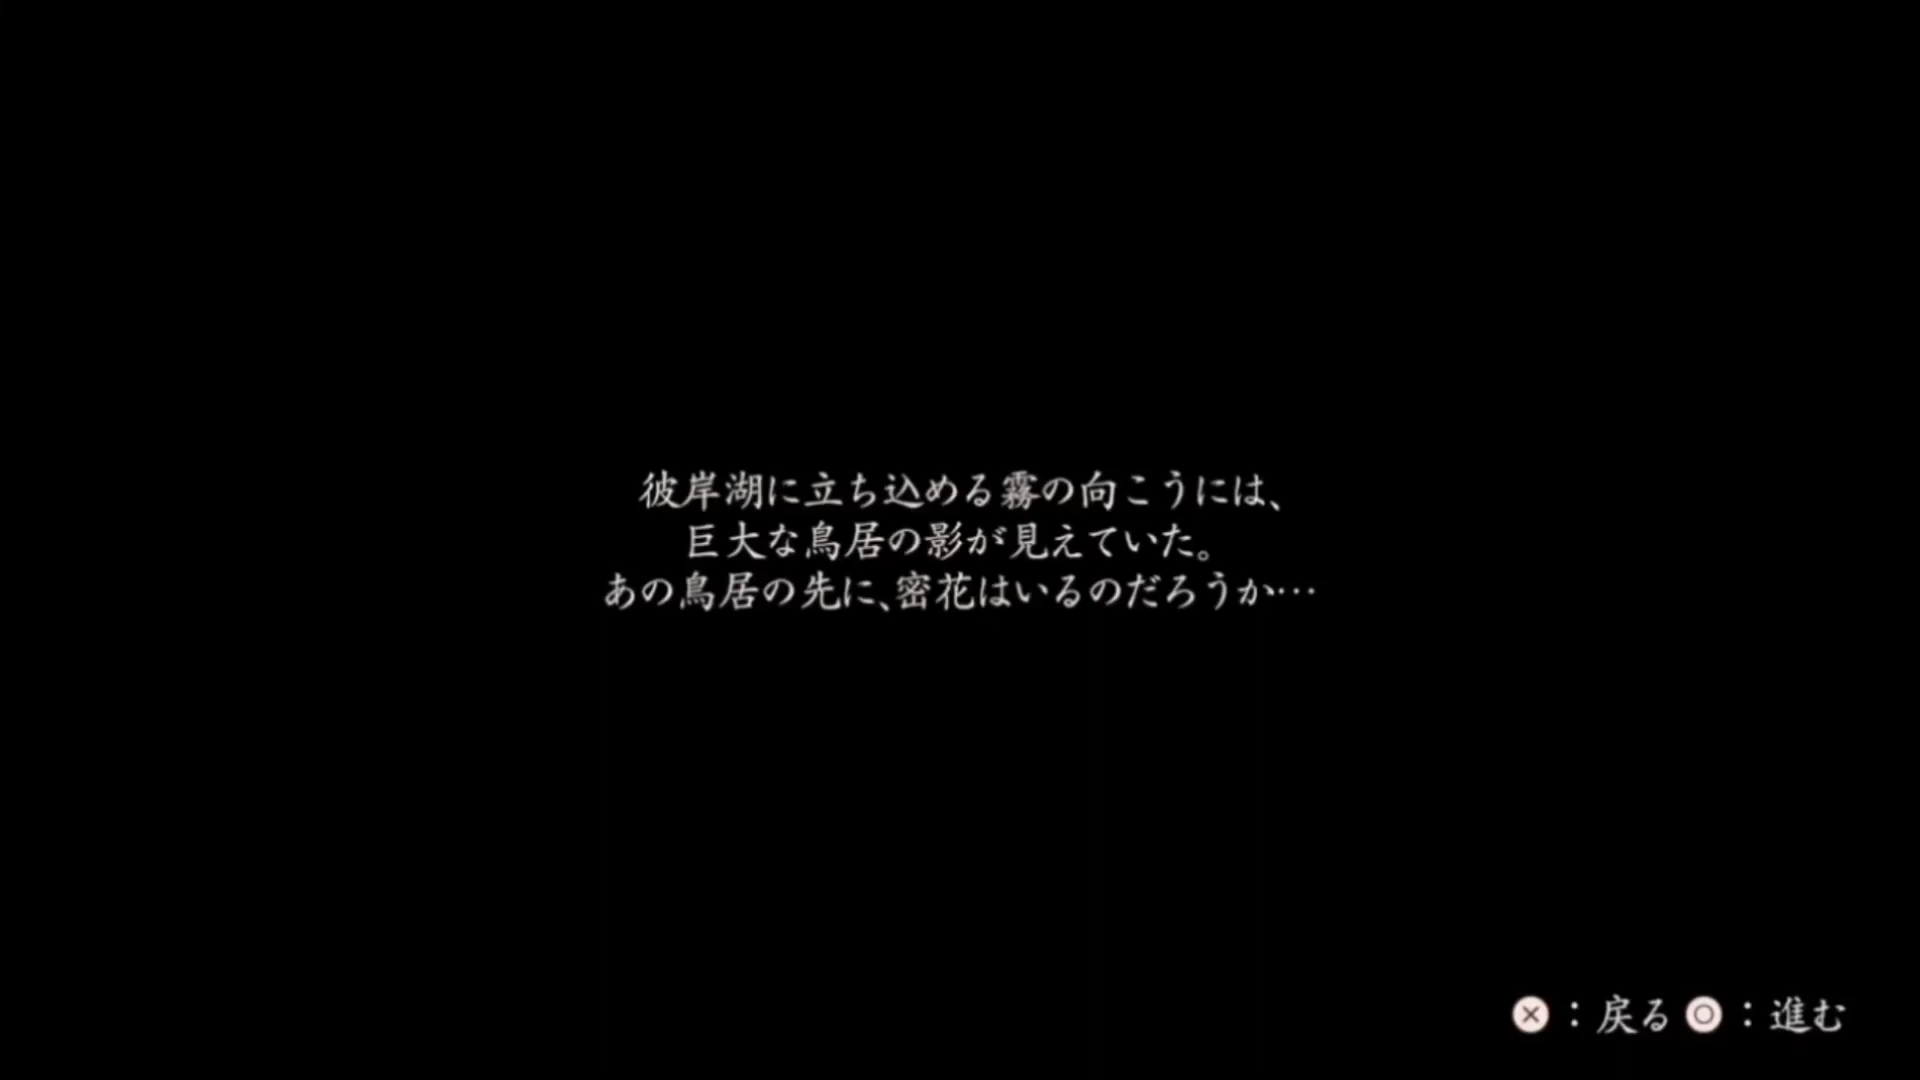 彼岸湖に立ち込める霧の向こうには、
巨大な鳥居の影が見えていた。
あの鳥居の先に、密花はいるのだろうか…
×：戻る ○：進む